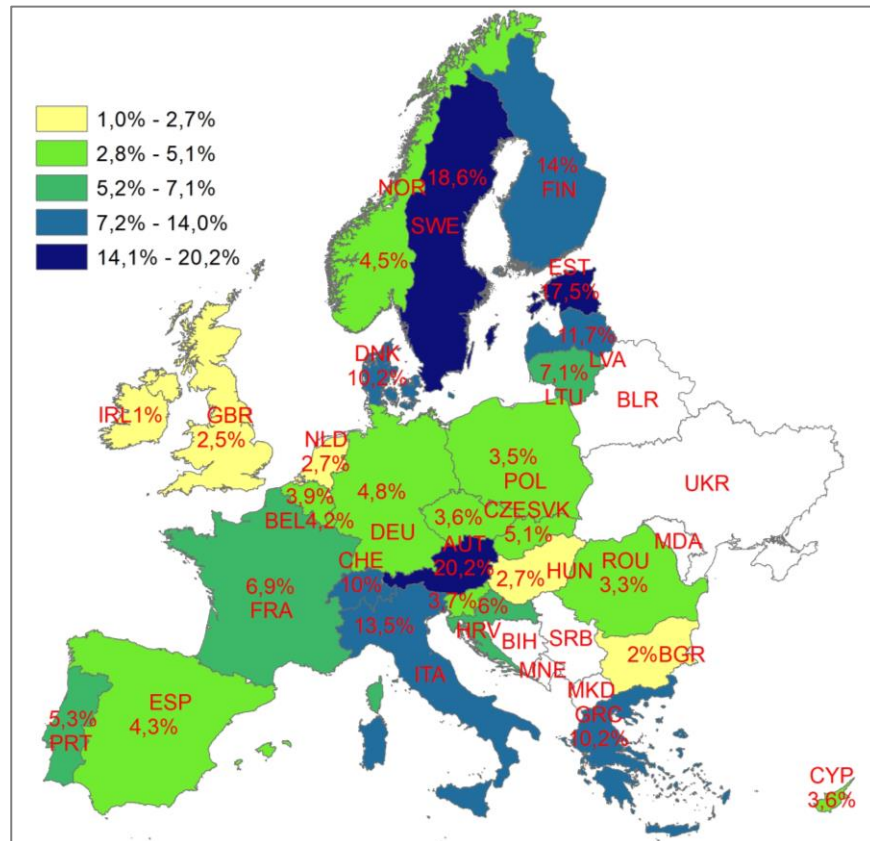 1,0% - 2,7%
2,8% - 5,1%
5,2% - 7,1%
7,2% - 14,0%
14,1% - 20,2%
18,6%
14%
FIN
NOR
SWE
4,5%
EST
17,5%
11,7%
LVA
7,1%
LTU
DNK
10,2%
BLR
IRL1%
GBR
2,5%
NLD
2,7%
3,5%
POL
UKR
3,9%
BEL4,2%
4,8%
DEU
CZESVK
3,6%
5,1%
MDA
CHE
10%
AUT
20,2%
2,7%
HUN
ROU
3,3%
6,9%
FRA
3,7%
6%
13,5%
HRV
BIH
SRB
2%BGR
MNE
ITA
MKD
GRC
10,2%
ESP
4,3%
5,3%
PRT
CYP
3,6%